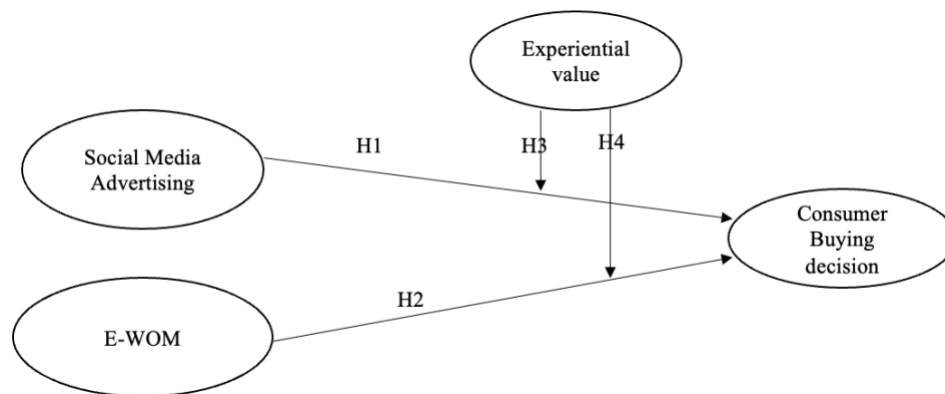 Experiential
value
H1
H3
H4
Social Media
Advertising
Consumer
Buying
decision
H2
E-WOM